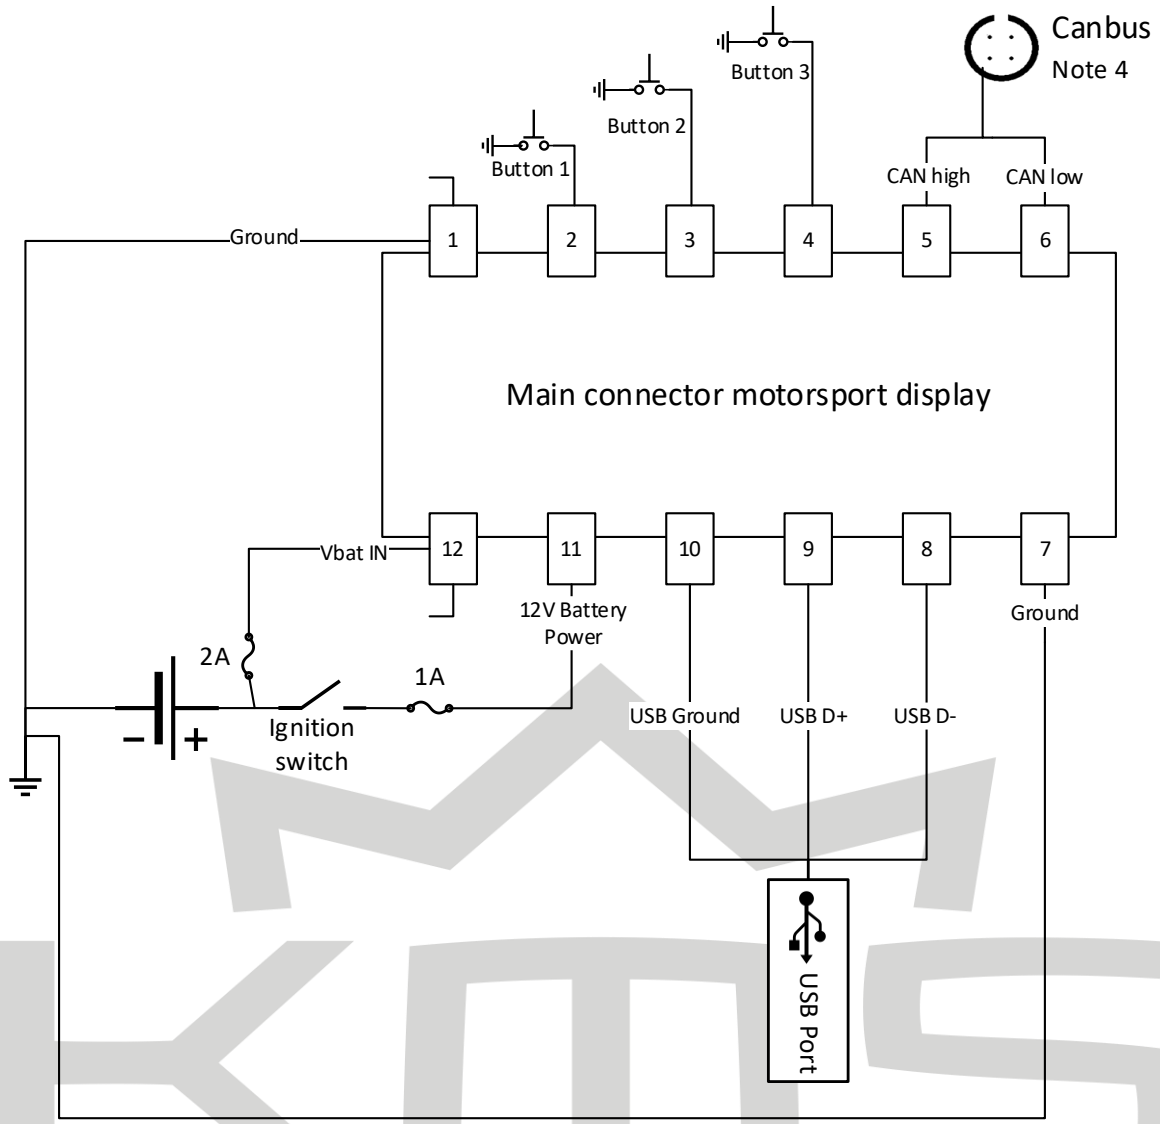 Canbus
Note 4
Button 3
Button 2
Button 1
CAN high
CAN low
Ground
1
2
3
4
5
6
Main connector motorsport display
Vbat IN
12
11
10
9
8
7
12V Battery
Power
Ground
2A
1A
Ignition
switch
USB Ground
USB D+
USB D-
USB Port
KMS